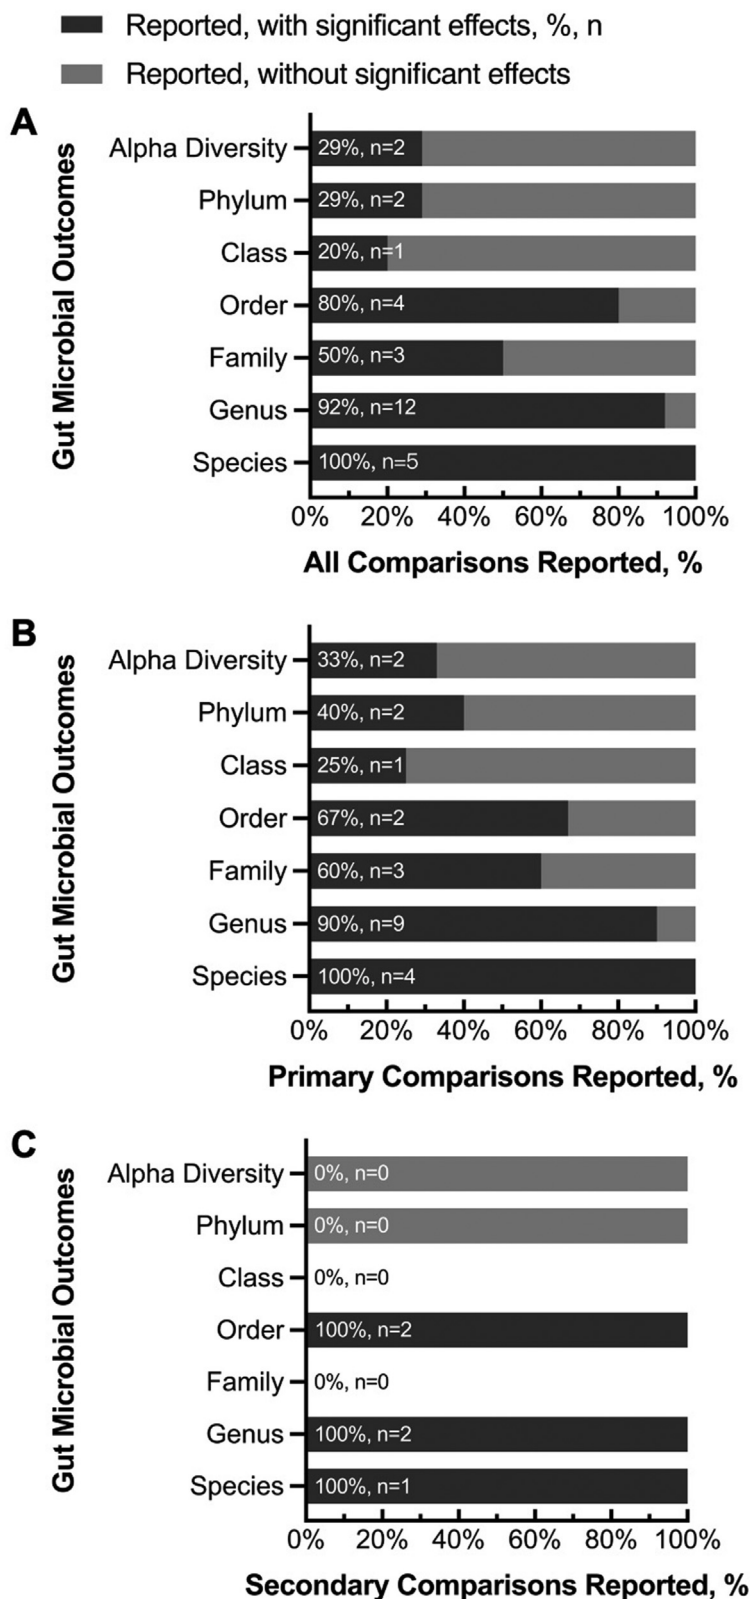 Reported, with significant effects, %, n
Reported, without significant effects
A
Gut Microbial Outcomes
Alpha Diversity 29%, n=2
Phylum 29%, n=2
Class 20%, n=1
Order 80%, n=4
Family 50%, n=3
Genus 92%, n=12
Species 100%, n=5
0% 20% 40% 60% 80% 100%
All Comparisons Reported, %
B
Gut Microbial Outcomes
Alpha Diversity 33%, n=2
Phylum 40%, n=2
Class 25%, n=1
Order 67%, n=2
Family 60%, n=3
Genus 90%, n=9
Species 100%, n=4
0% 20% 40% 60% 80% 100%
Primary Comparisons Reported, %
C
Gut Microbial Outcomes
Alpha Diversity 0%, n=0
Phylum 0%, n=0
Class 0%, n=0
Order 100%, n=2
Family 0%, n=0
Genus 100%, n=2
Species 100%, n=1
0% 20% 40% 60% 80% 100%
Secondary Comparisons Reported, %